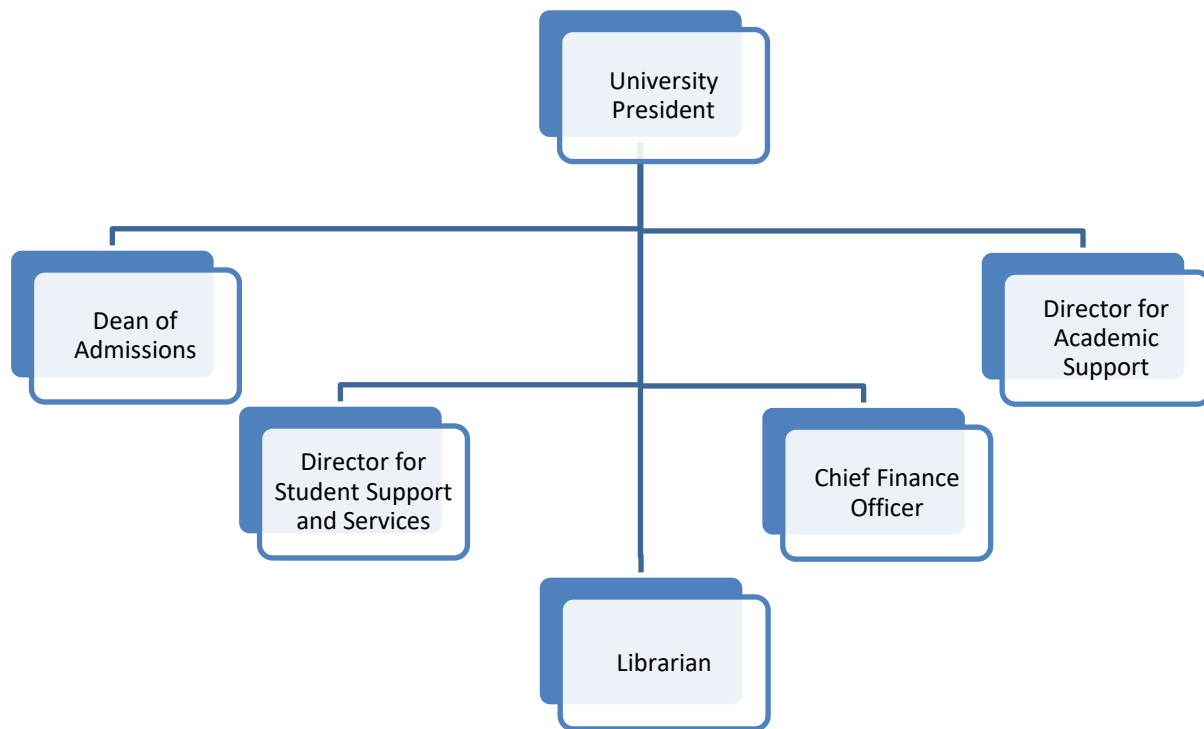 University
President
Dean of
Admissions
Director for
Academic
Support
Director for
Student Support
and Services
Chief Finance
Officer
Librarian